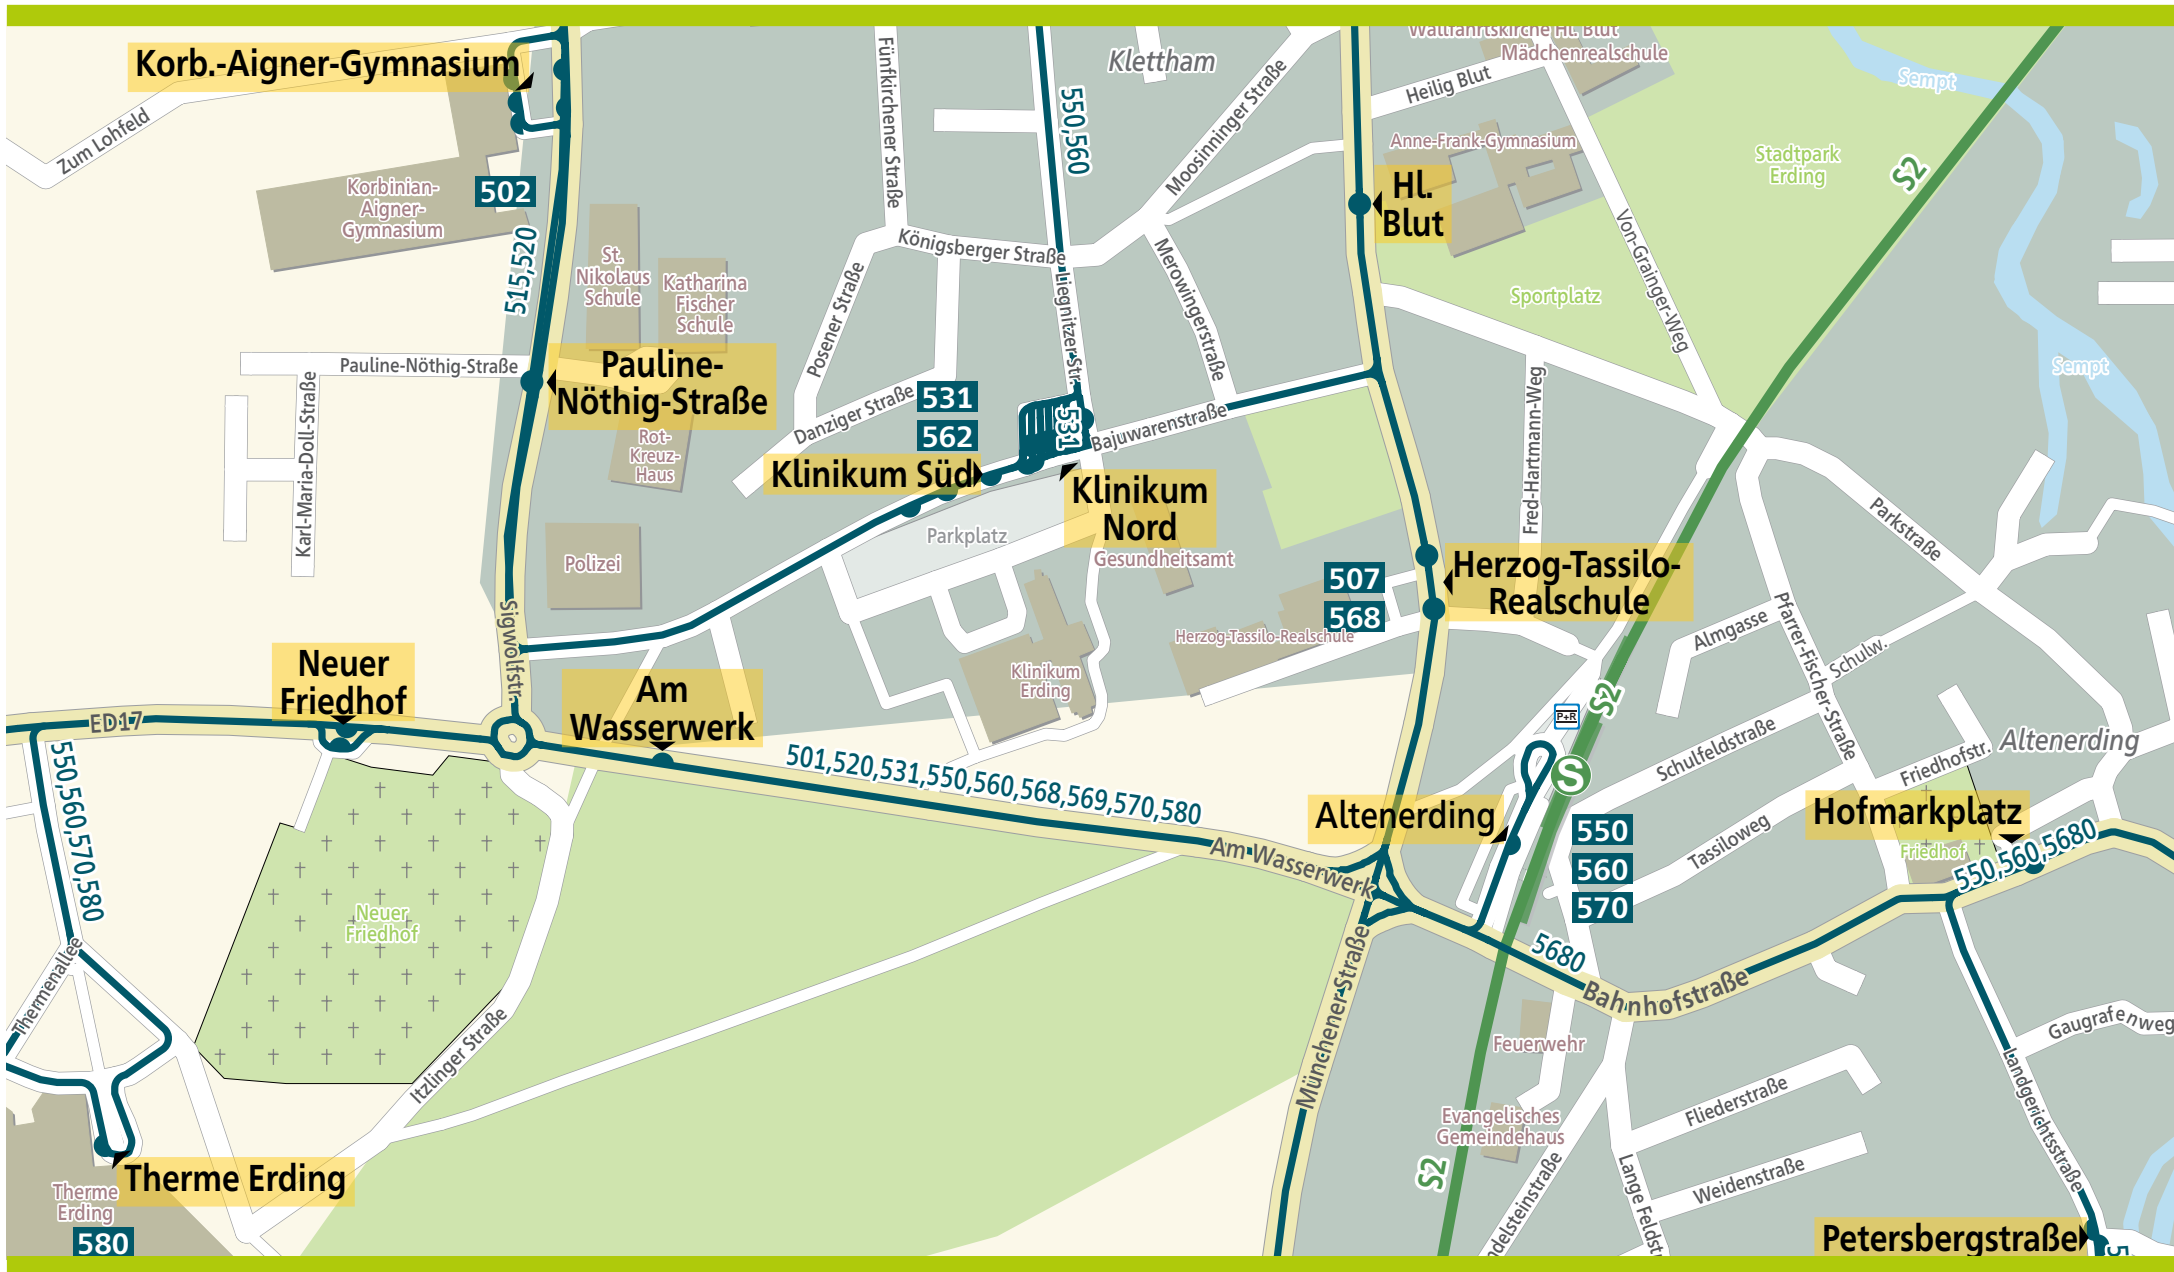 Korb.-Aigner-Gymnasium
Zum Lohfeld
Korbinian-
Aigner-
Gymnasium
502
515,520
St.
Nikolaus
Schule
Katharina
Fischer
Schule
Pauline-Nöthig-Straße
Karl-Maria-Doll-Straße
Pauline-
Nöthig-Straße
Rot-
Kreuz-
Haus
Polizei
Sigwolfstr.
Fünfkirchener Straße
Klettham
550,560
Moosinninger Straße
Königsberger Straße
Posener Straße
Liegnitzer Str.
Merowingerstraße
Danziger Straße
531
562
531
Bajuwarenstraße
Klinikum Süd
Klinikum
Nord
Parkplatz
Gesundheitsamt
Klinikum
Erding
Wallfahrtskirche Hl. Blut
Mädchenrealschule
Heilig Blut
Anne-Frank-Gymnasium
Hl.
Blut
Sempt
Stadtpark
Erding
S2
Von-Grainger-Weg
Sportplatz
Sempt
Fred-Hartmann-Weg
Parkstraße
507
568
Herzog-Tassilo-
Realschule
Herzog-Tassilo-Realschule
Almgasse
Pfarrer-Fischer-Straße
Schulw.
S2
P+R
S
Schulfeldstraße
Altenerding
Friedhofstr.
Tassiloweg
Hofmarkplatz
Friedhof
550,560,5680
Neuer
Friedhof
ED17
Am
Wasserwerk
501,520,531,550,560,568,569,570,580
Am Wasserwerk
Altenerding
550
560
570
5680
Bahnhofstraße
550,560,570,580
Neuer
Friedhof
Thermenallee
Itzlinger Straße
Münchener Straße
Feuerwehr
Gaugrafenweg
Landgerichtsstraße
Fliederstraße
Evangelisches
Gemeindehaus
S2
Weidenstraße
Lange Feldst
ndelsteinstraße
Therme Erding
Therme
Erding
580
Petersbergstraße